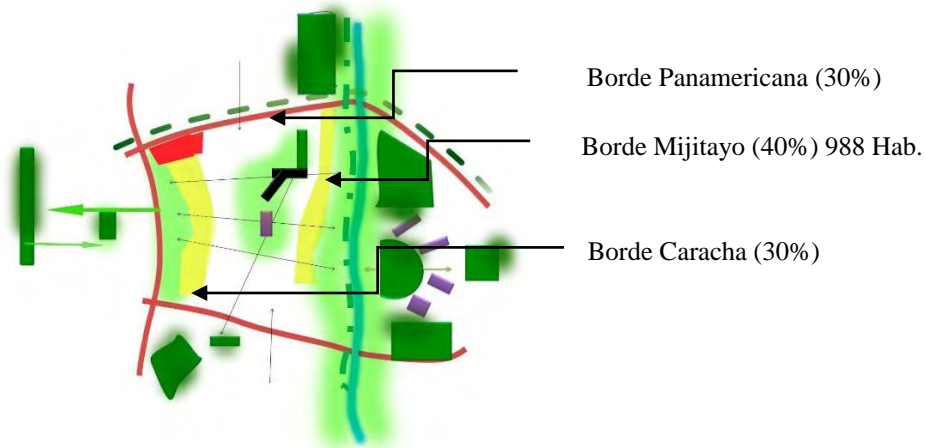 Borde Panamericana (30%)
Borde Mijitayo (40%) 988 Hab.
Borde Caracha (30%)